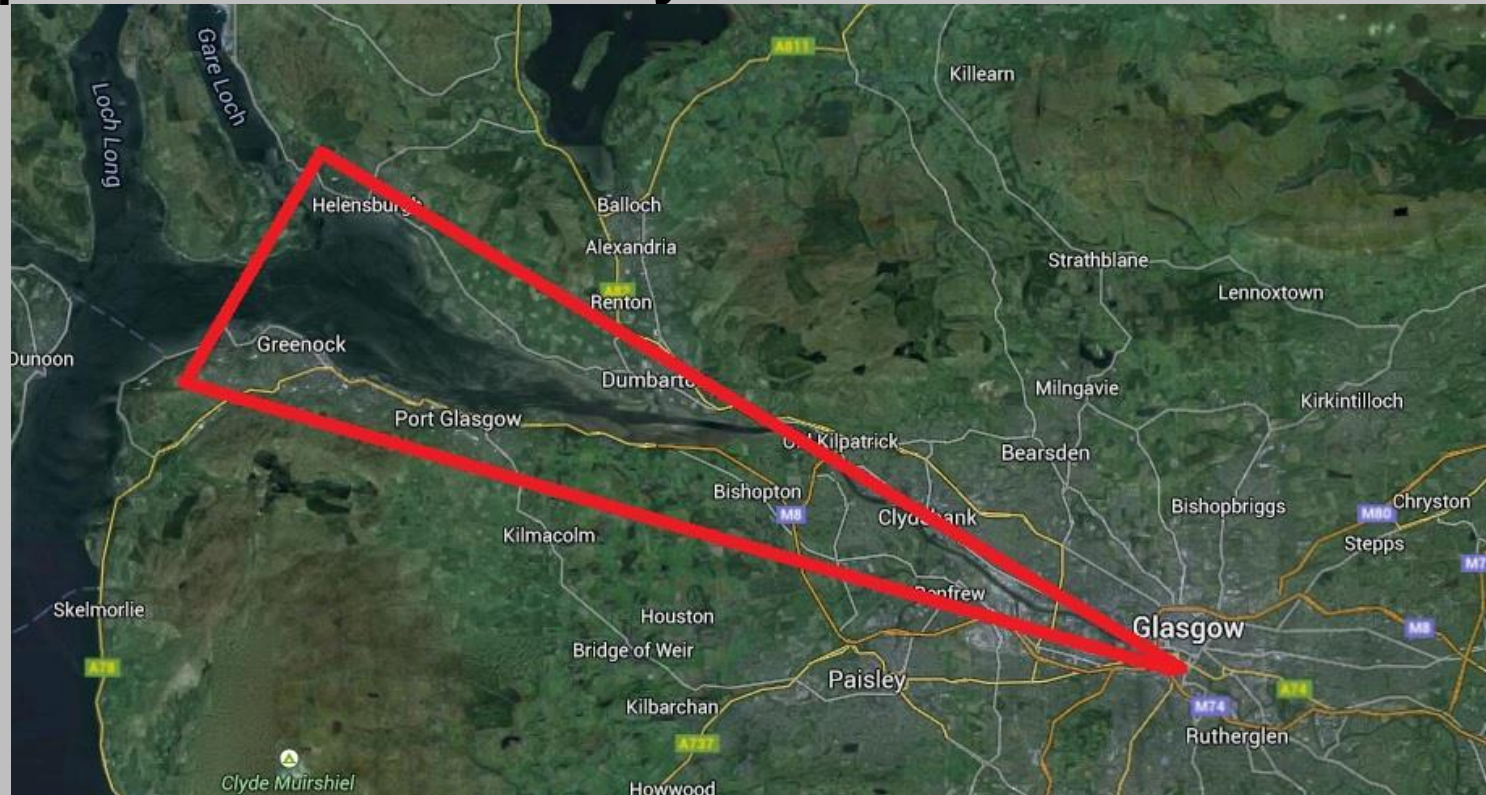 A811
Killearn
Gare Loch
Loch Long
Helensburgh
Balloch
Alexandria
A82
Renton
Strathblane
Lennoxtown
Greenock
Dunoon
Dumbarton
Milngavie
Kirkintilloch
Port Glasgow
Old Kilpatrick
Bearsden
Bishopton
M8
Clydebank
Bishopbriggs
M80
Chryston
Kilmacolm
Stepps
M7
Renfrew
Skelmorlie
Houston
Glasgow
M8
Bridge of Weir
A78
Paisley
A74
Kilbarchan
M74
A737
Rutherglen
Clyde Muirshiel
Howwood